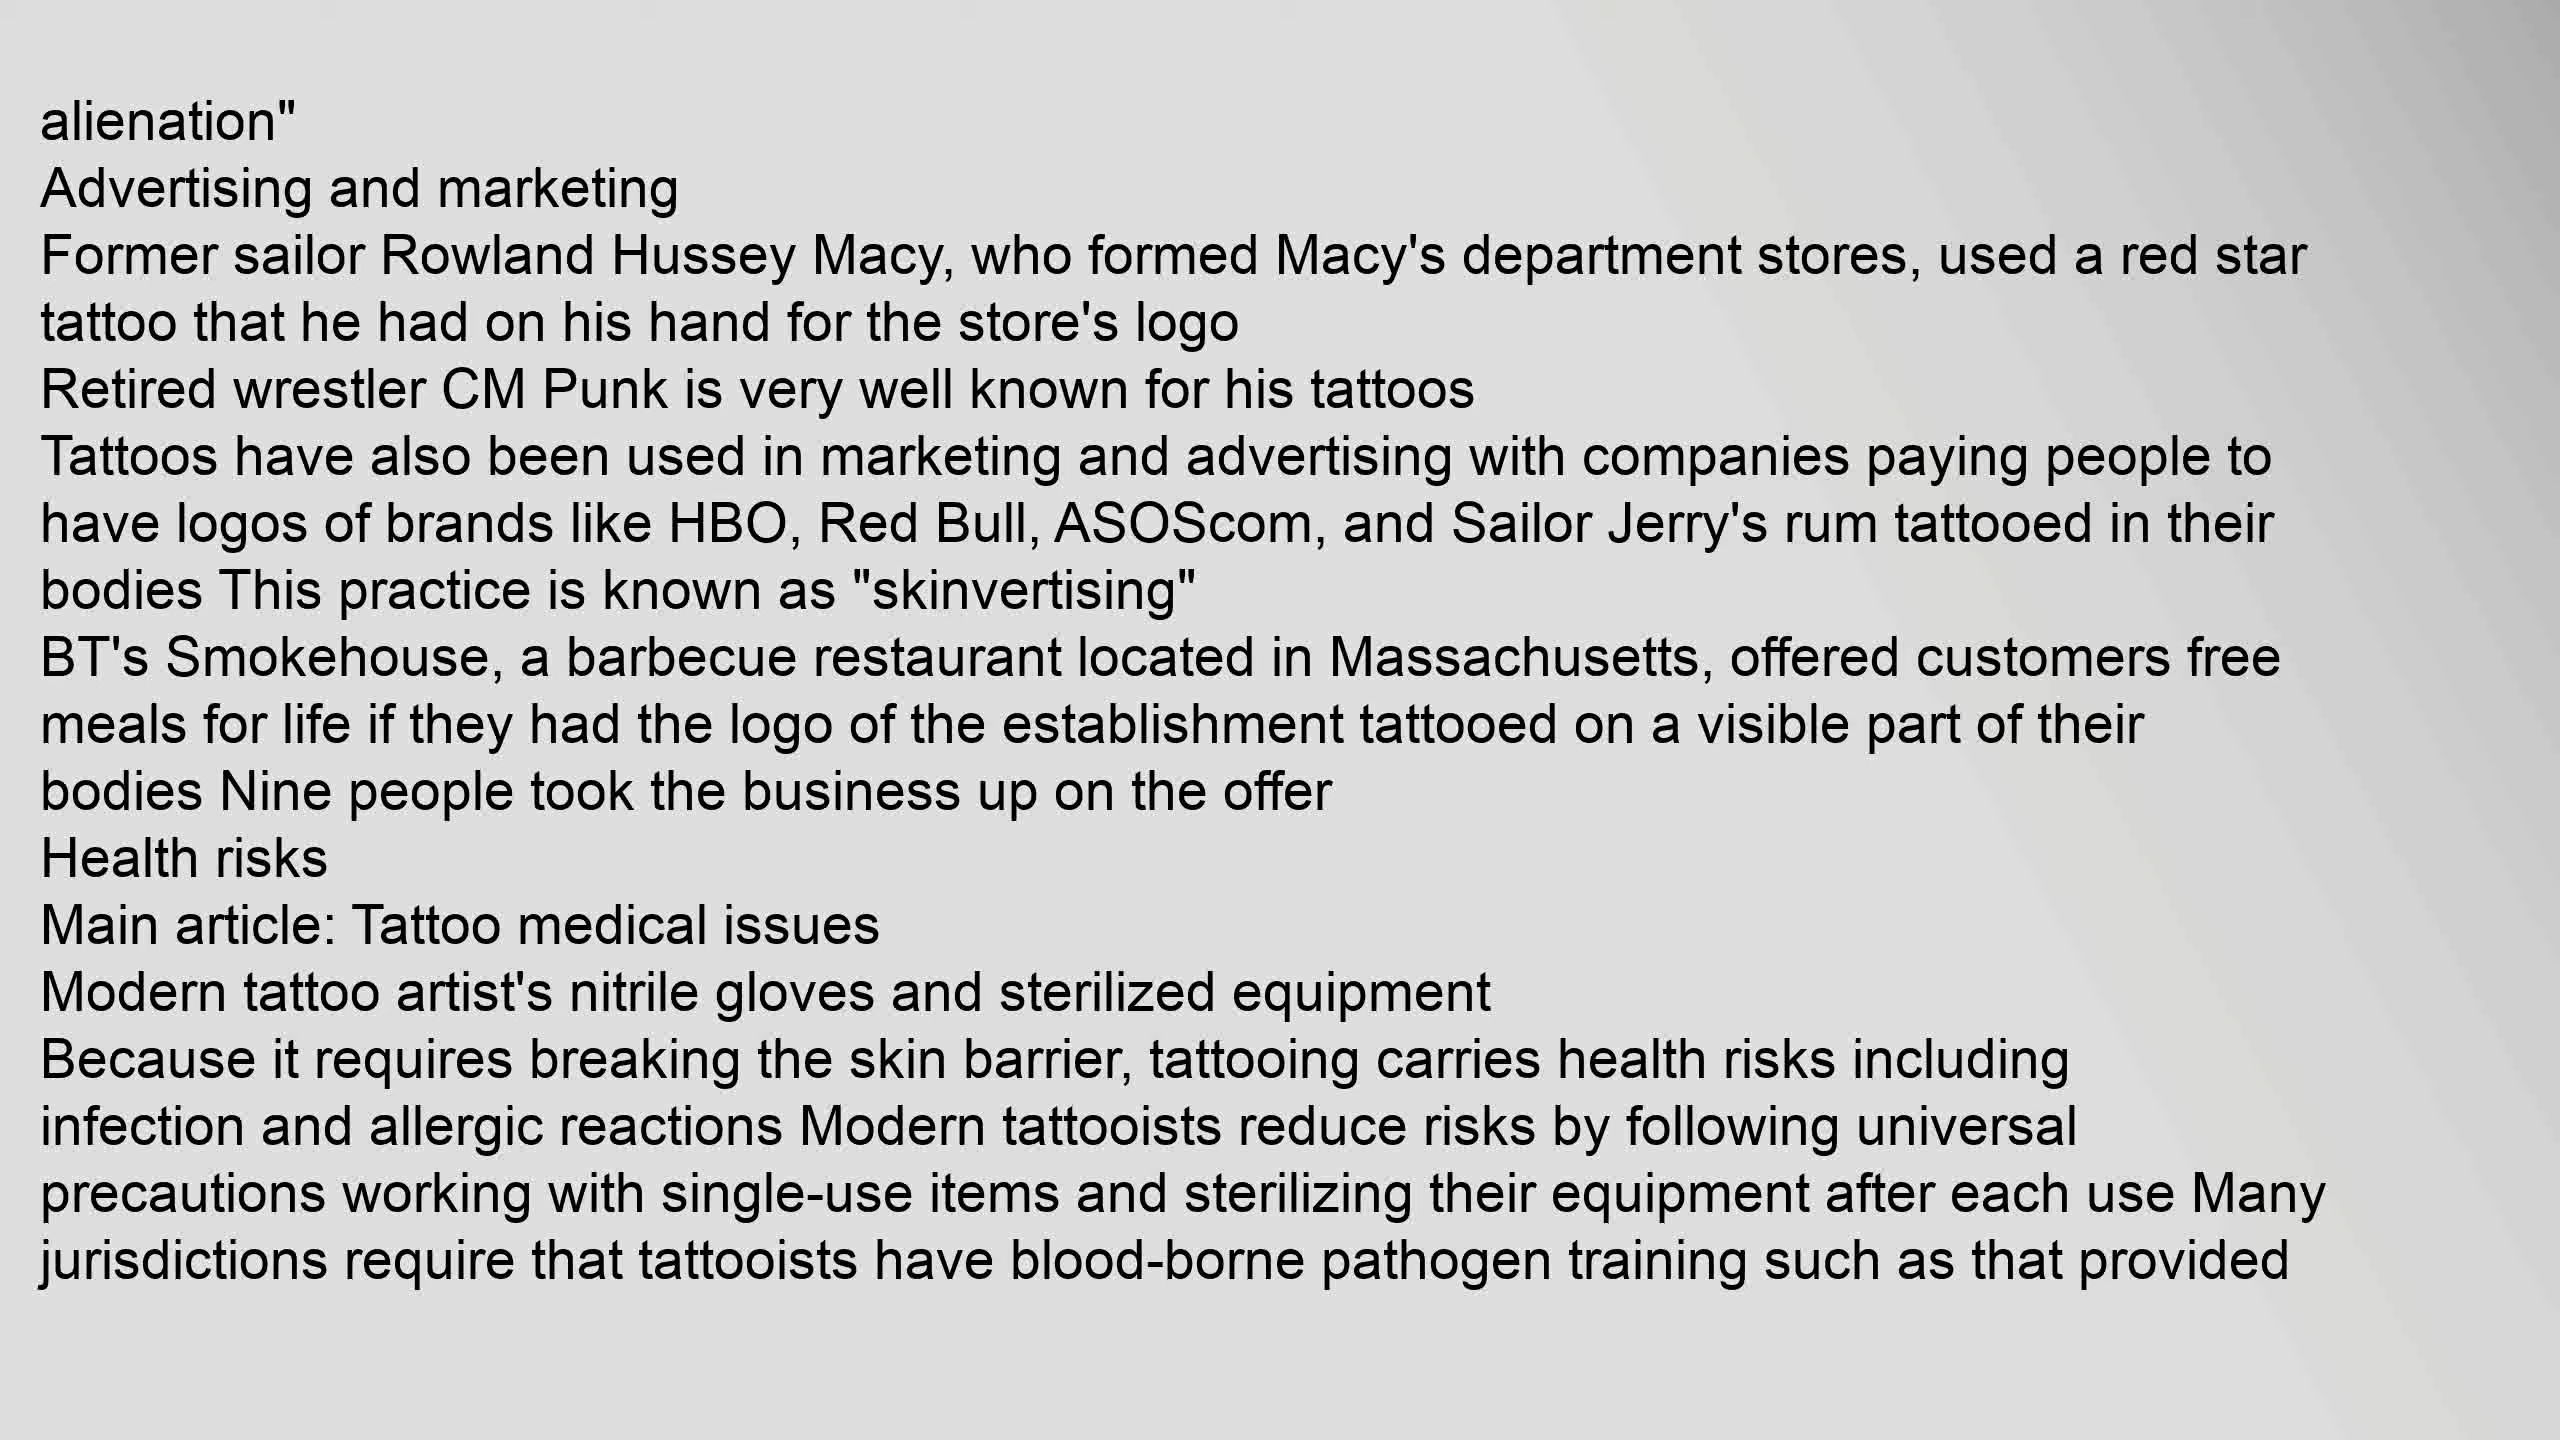 alienation"
Advertising and marketing
Former sailor Rowland Hussey Macy, who formed Macy's department stores, used a red star
tattoo that he had on his hand for the store's logo
Retired wrestler CM Punk is very well known for his tattoos
Tattoos have also been used in marketing and advertising with companies paying people to
have logos of brands like HBO, Red Bull, ASOScom, and Sailor Jerry's rum tattooed in their
bodies This practice is known as "skinvertising"
BT's Smokehouse, a barbecue restaurant located in Massachusetts, offered customers free
meals for life if they had the logo of the establishment tattooed on a visible part of their
bodies Nine people took the business up on the offer
Health risks
Main article: Tattoo medical issues
Modern tattoo artist's nitrile gloves and sterilized equipment
Because it requires breaking the skin barrier, tattooing carries health risks including
infection and allergic reactions Modern tattooists reduce risks by following universal
precautions working with single-use items and sterilizing their equipment after each use Many
jurisdictions require that tattooists have blood-borne pathogen training such as that provided